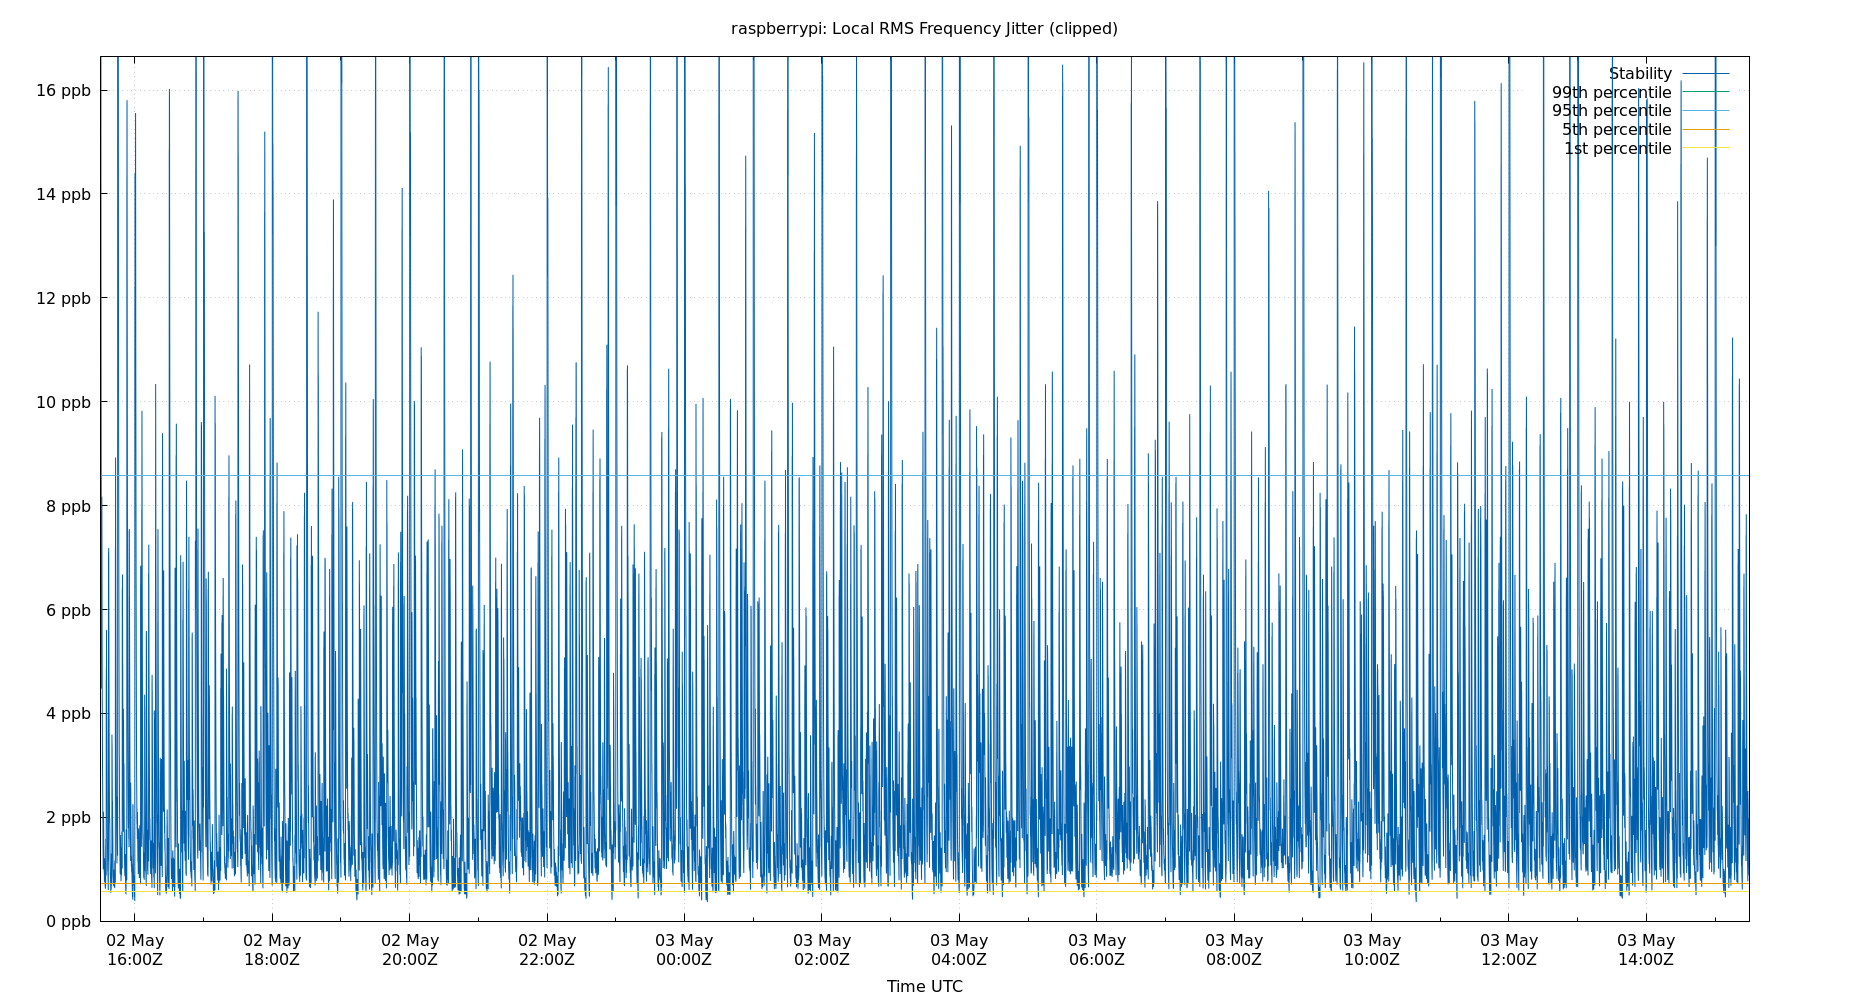 raspberrypi: Local RMS Frequency Jitter (clipped)
Stability
99th percentile
95th percentile
5th percentile
1st percentile
16 ppb
14 ppb
12 ppb
10 ppb
8 ppb
6 ppb
4 ppb
2 ppb
0 ppb
02 May 02 May 02 May 02 May 03 May 03 May 03 May 03 May 03 May 03 May 03 May 03 May
16:00Z 18:00Z 20:00Z 22:00Z 00:00Z 02:00Z 04:00Z 06:00Z 08:00Z 10:00Z 12:00Z 14:00Z
Time UTC